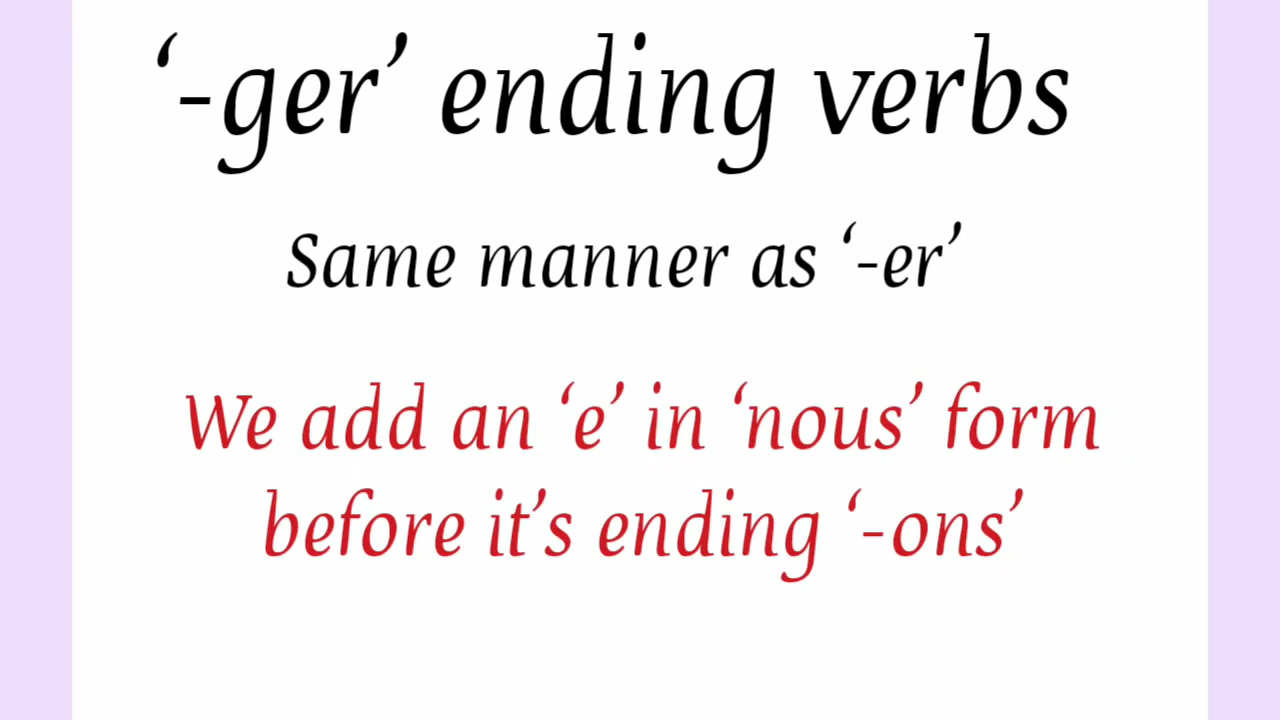 ‘-ger’ ending verbs
Same manner as ‘-er’
We add an ‘e’ in ‘nous’ form
before it’s ending ‘-ons’